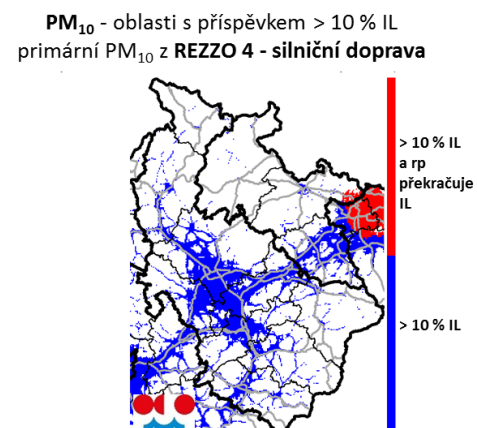 PM₁₀ - oblasti s příspěvkem > 10 % IL
primární PM₁₀ z REZZO 4 - silniční doprava
> 10 % IL
a rp
překračuje
IL
> 10 % IL